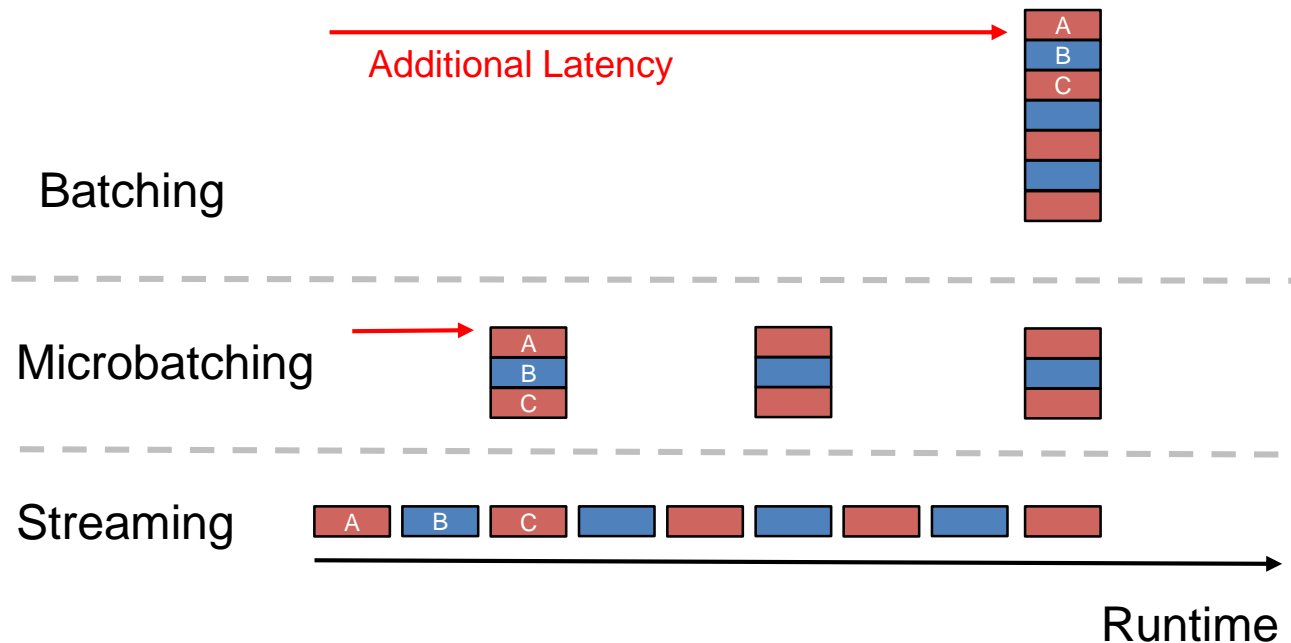 A
Additional Latency
B
C
Batching
A
Microbatching
B
C
Streaming
A B C
Runtime